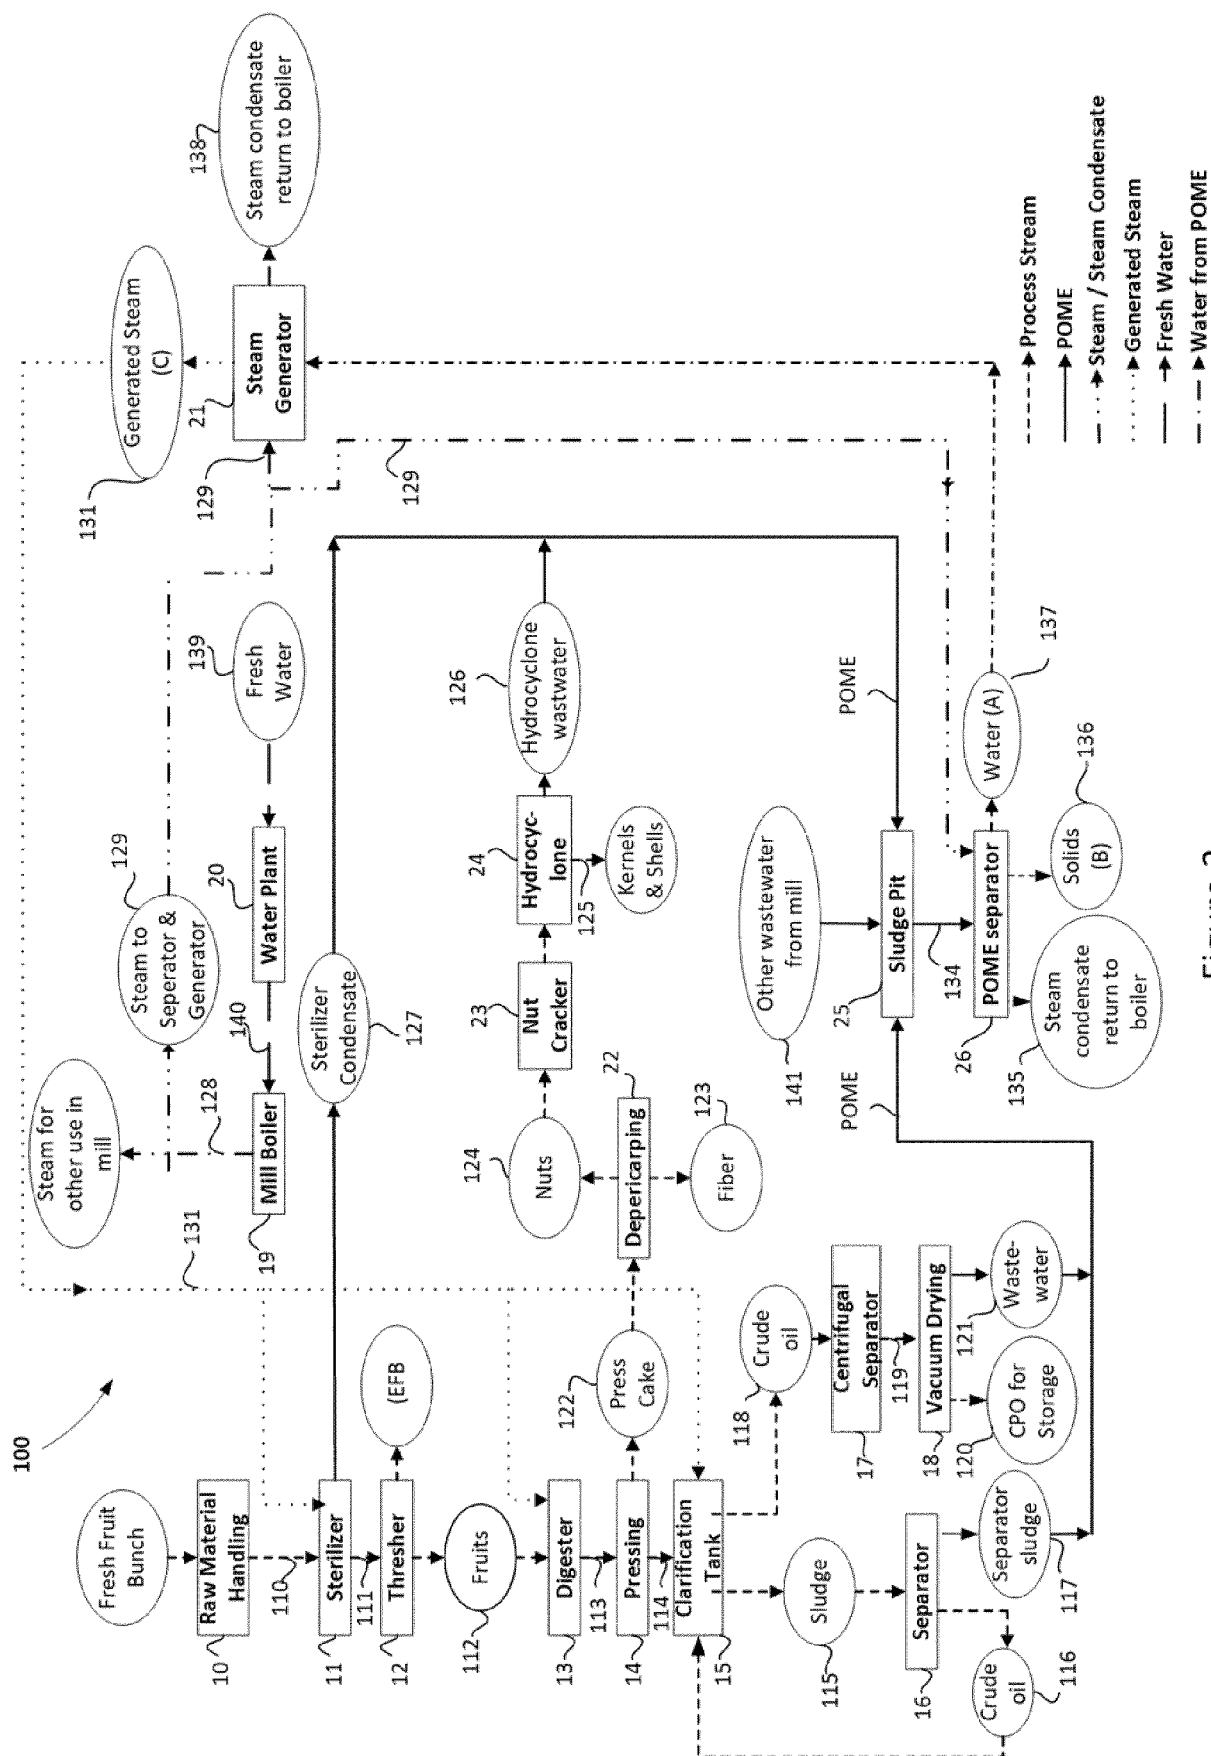 100
Fresh Fruit
Bunch
10
Raw Material
Handling
110
11
Sterilizer
111
12
Thresher
(EFB
112
Fruits
13
Digester
113
14
Pressing
114
15
Clarification
Tank
115
Sludge
16
Separator
Crude
oil
116
Separator
sludge
117
118
Crude
oil
17
Centrifugal
Separator
119
18
Vacuum Drying
120
CPO for
Storage
121
Waste-
water
122
Press
Cake
Depericarping
22
Fiber
123
124
Nuts
23
Nut
Cracker
24
Hydrocyc-
lone
125
Kernels
& Shells
126
Hydrocyclone
wastwater
Sterilizer
Condensate
127
131
19
Mill Boiler
128
Steam for
other use in
mill
129
Steam to
Seperator &
Generator
140
20
Water Plant
139
Fresh
Water
129
129
21
Steam
Generator
131
Generated Steam
(C)
138
Steam condensate
return to boiler
141
Other wastewater
from mill
POME
POME
25
Sludge Pit
134
26
POME separator
135
Steam
condensate
return to
boiler
Solids
(B)
136
Water (A)
137
Process Stream
POME
Steam / Steam Condensate
Generated Steam
Fresh Water
Water from POME